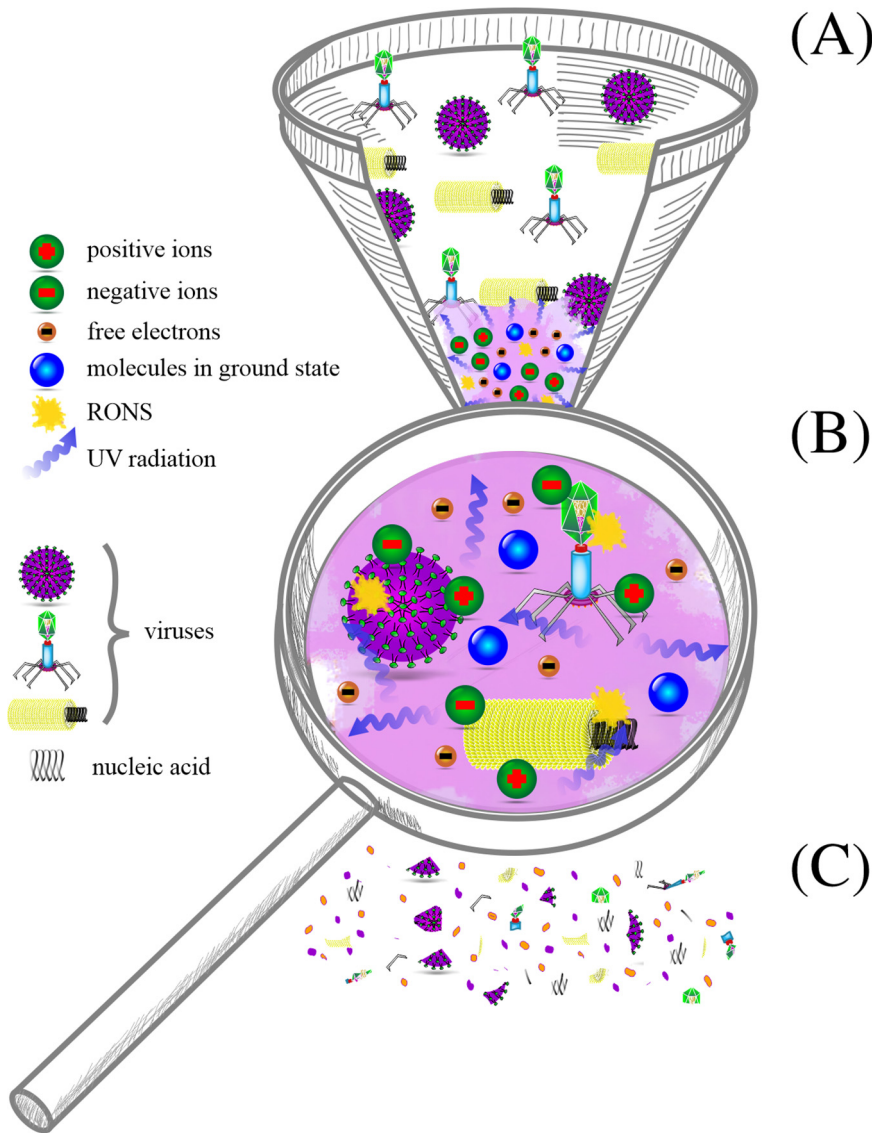 (A)
positive ions
negative ions
free electrons
molecules in ground state
RONS
UV radiation
(B)
viruses
nucleic acid
(C)